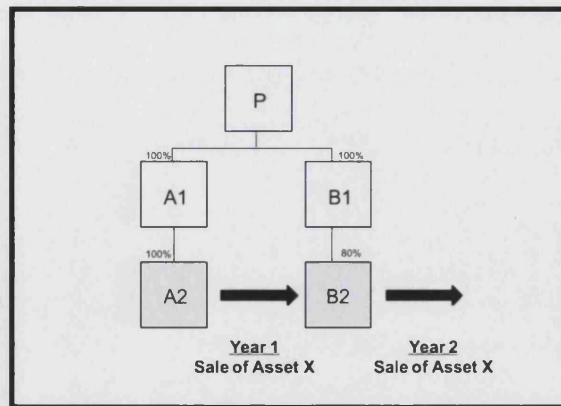 P
100% 100%
A1 B1
100% 80%
A2 B2
Year 1 Year 2
Sale of Asset X Sale of Asset X